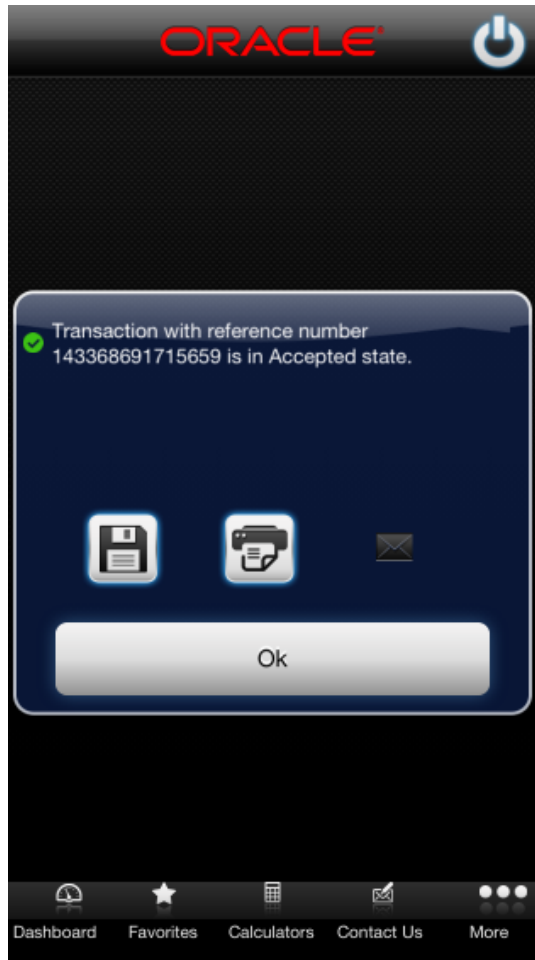 ORACLE®
Transaction with reference number
143368691715659 is in Accepted state.
Ok
Dashboard Favorites Calculators Contact Us More